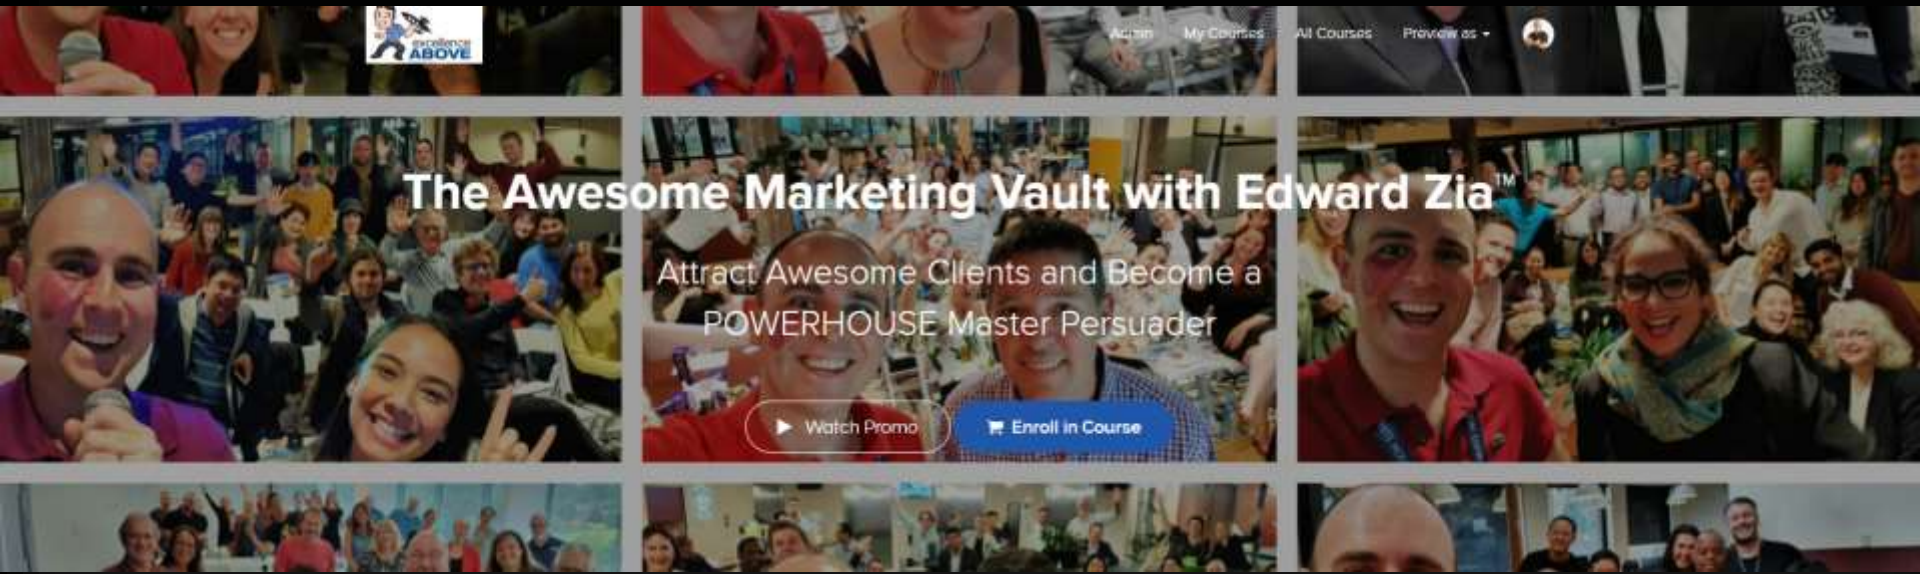 excellence
ABOVE
Admin
My Courses
All Courses
Preview as
The Awesome Marketing Vault with Edward Zia™
Attract Awesome Clients and Become a
POWERHOUSE Master Persuader
Watch Promo
Enroll in Course